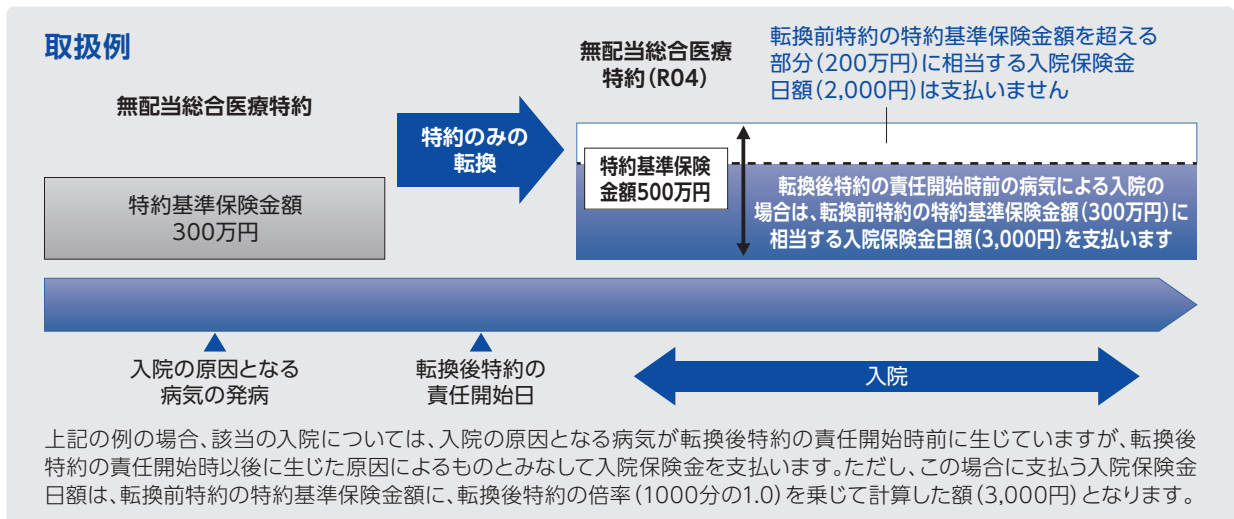 取扱例
無配当総合医療特約
特約基準保険金額
300万円
特約のみの
転換
無配当総合医療
特約(R04)
転換前特約の特約基準保険金額を超える
部分(200万円)に相当する入院保険金
日額(2,000円)は支払いません
特約基準保険
金額500万円
転換後特約の責任開始時前の病気による入院の
場合は、転換前特約の特約基準保険金額(300万円)に
相当する入院保険金日額(3,000円)を支払います
入院の原因となる
病気の発病
転換後特約の
責任開始日
入院
上記の例の場合、該当の入院については、入院の原因となる病気が転換後特約の責任開始時前に生じていますが、転換後
特約の責任開始時以後に生じた原因によるものとみなして入院保険金を支払います。ただし、この場合に支払う入院保険金
日額は、転換前特約の特約基準保険金額に、転換後特約の倍率(1000分の1.0)を乗じて計算した額(3,000円)となります。